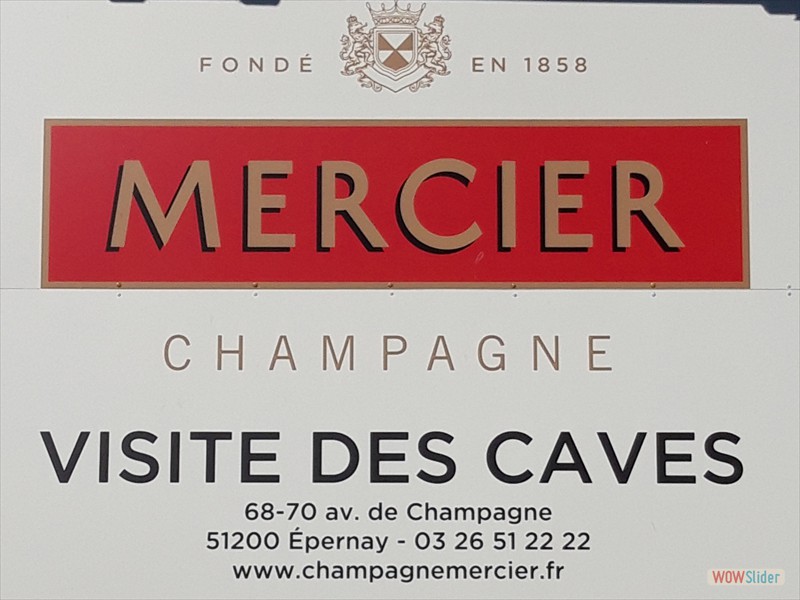 FONDÉ EN 1858
MERCIER
CHAMPAGNE
VISITE DES CAVES
68-70 av. de Champagne
51200 Épernay - 03 26 51 22 22
www.champagnemercier.fr
WOWSlider